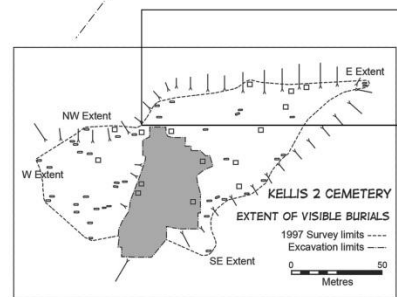 E Extent
NW Extent
W Extent
KELLIS 2 CEMETERY
EXTENT OF VISIBLE BURIALS
1997 Survey limits
Excavation limits
SE Extent
0 50
Metres